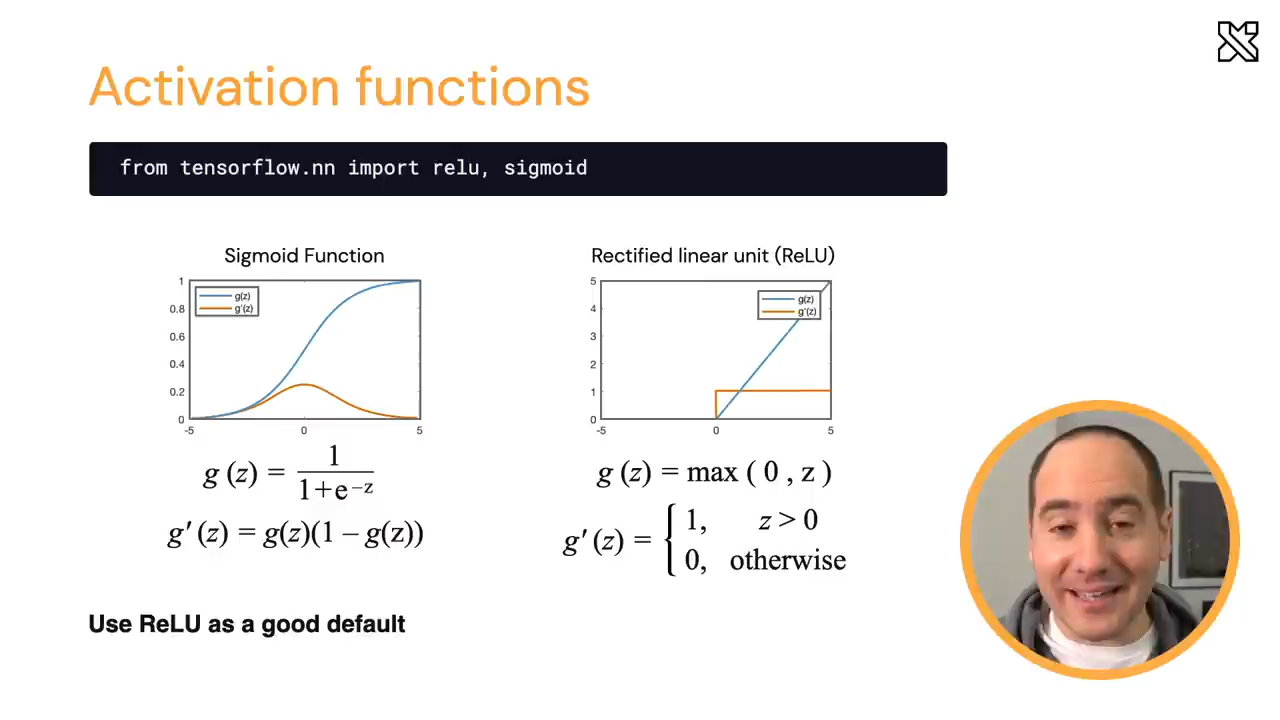 Activation functions
from tensorflow.nn import relu, sigmoid
Sigmoid Function
1
0.8
0.6
0.4
0.2
0
-5
0
5
g(z)
g'(z)
g (z) = 1 / 1+e^−z
g′ (z) = g(z)(1 – g(z))
Rectified linear unit (ReLU)
5
4
3
2
1
0
-5
0
5
g(z)
g'(z)
g (z) = max ( 0 , z )
g′ (z) = { 1, z > 0
0, otherwise
Use ReLU as a good default